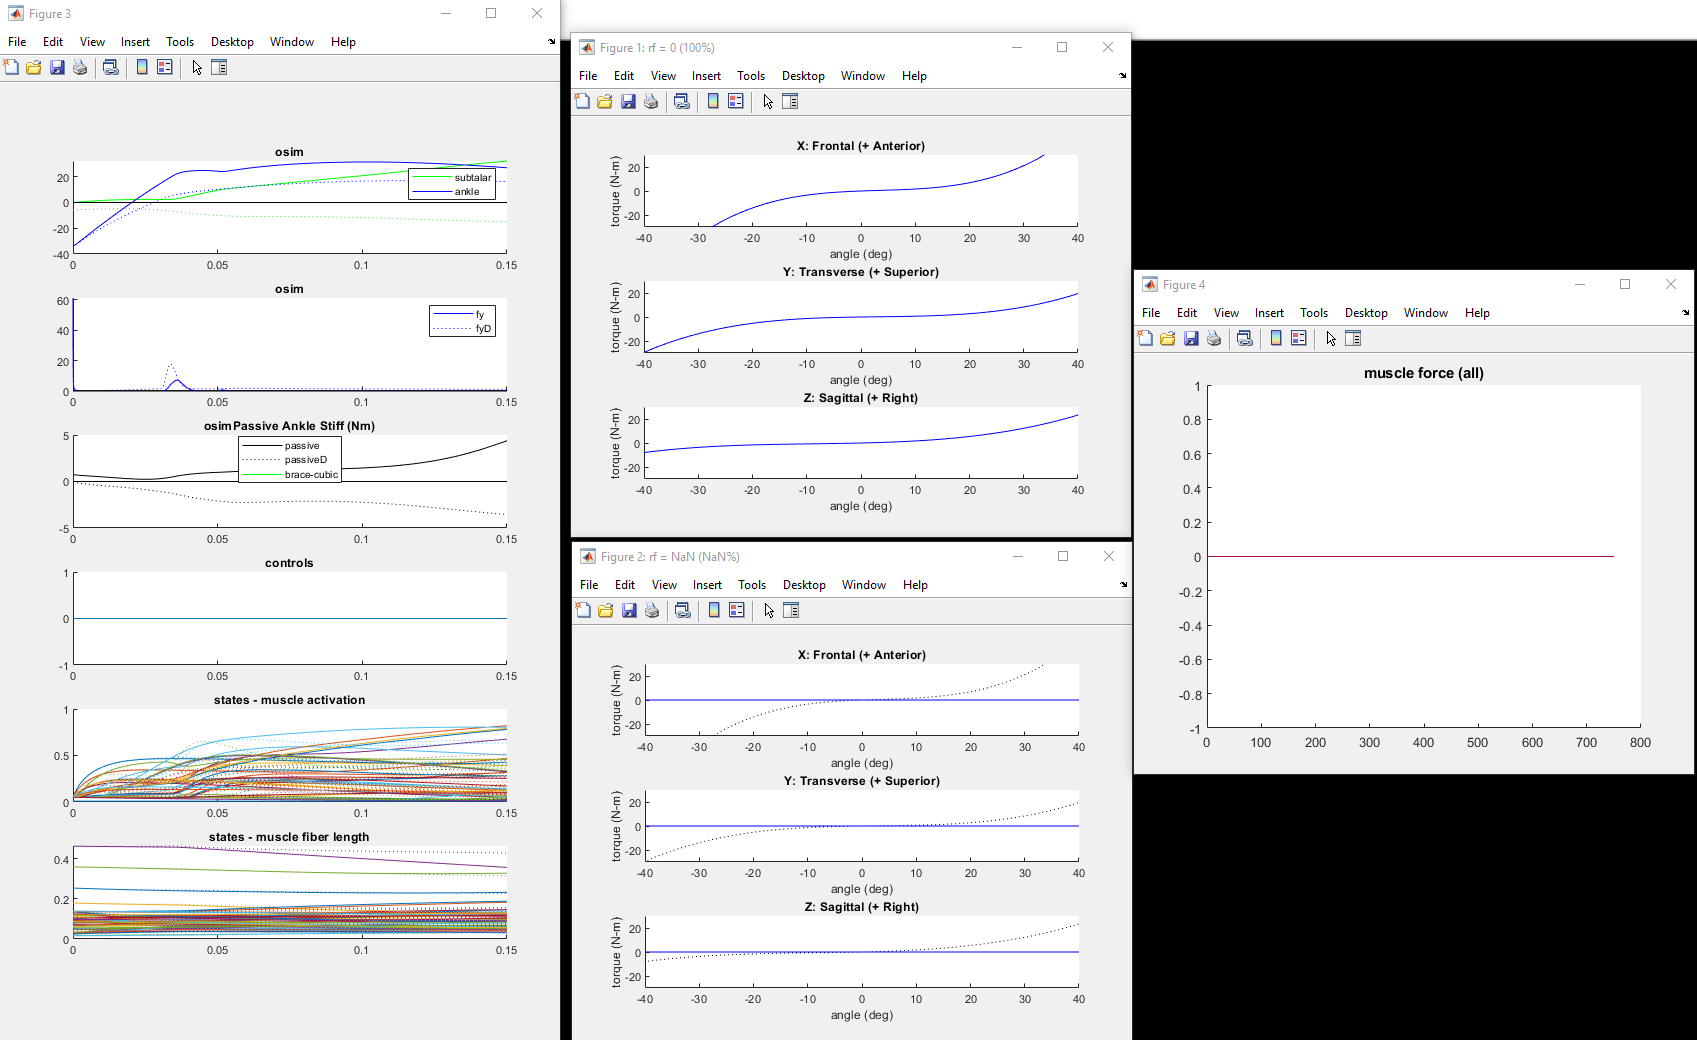 Figure 3
File Edit View Insert Tools Desktop Window Help
osim
20
0
-20
-40
subtalar
ankle
0 0.05 0.1 0.15
osim
60
40
20
0
fy
fyD
0 0.05 0.1 0.15
osimPassive Ankle Stiff (Nm)
5
0
-5
passive
passiveD
brace-cubic
0 0.05 0.1 0.15
controls
1
0
-1
0 0.05 0.1 0.15
states - muscle activation
1
0.5
0
0 0.05 0.1 0.15
states - muscle fiber length
0.4
0.2
0
0 0.05 0.1 0.15
Figure 1: rf = 0 (100%)
File Edit View Insert Tools Desktop Window Help
X: Frontal (+ Anterior)
torque (N-m)
20
0
-20
-40 -30 -20 -10 0 10 20 30 40
angle (deg)
Y: Transverse (+ Superior)
torque (N-m)
20
0
-20
-40 -30 -20 -10 0 10 20 30 40
angle (deg)
Z: Sagittal (+ Right)
torque (N-m)
20
0
-20
-40 -30 -20 -10 0 10 20 30 40
angle (deg)
Figure 2: rf = NaN (NaN%)
File Edit View Insert Tools Desktop Window Help
X: Frontal (+ Anterior)
torque (N-m)
20
0
-20
-40 -30 -20 -10 0 10 20 30 40
angle (deg)
Y: Transverse (+ Superior)
torque (N-m)
20
0
-20
-40 -30 -20 -10 0 10 20 30 40
angle (deg)
Z: Sagittal (+ Right)
torque (N-m)
20
0
-20
-40 -30 -20 -10 0 10 20 30 40
angle (deg)
Figure 4
File Edit View Insert Tools Desktop Window Help
muscle force (all)
1
0.8
0.6
0.4
0.2
0
-0.2
-0.4
-0.6
-0.8
-1
0 100 200 300 400 500 600 700 800